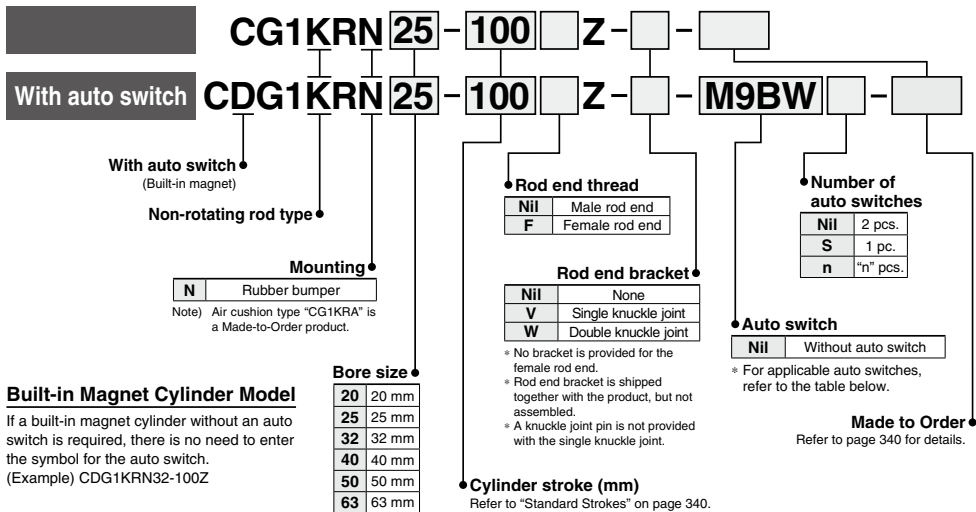 CG1KRN 25 – 100 Z – –
With auto switch CDG1KRN 25 – 100 Z – – M9BW –
With auto switch
(Built-in magnet)
Non-rotating rod type
Mounting
N Rubber bumper
Note) Air cushion type “CG1KRA” is
a Made-to-Order product.
Built-in Magnet Cylinder Model
If a built-in magnet cylinder without an auto
switch is required, there is no need to enter
the symbol for the auto switch.
(Example) CDG1KRN32-100Z
Bore size
20 20 mm
25 25 mm
32 32 mm
40 40 mm
50 50 mm
63 63 mm
Cylinder stroke (mm)
Refer to “Standard Strokes” on page 340.
Rod end thread
Nil Male rod end
F Female rod end
Rod end bracket
Nil None
V Single knuckle joint
W Double knuckle joint
* No bracket is provided for the
female rod end.
* Rod end bracket is shipped
together with the product, but not
assembled.
* A knuckle joint pin is not provided
with the single knuckle joint.
Number of
auto switches
Nil 2 pcs.
S 1 pc.
n “n” pcs.
Auto switch
Nil Without auto switch
* For applicable auto switches,
refer to the table below.
Made to Order
Refer to page 340 for details.